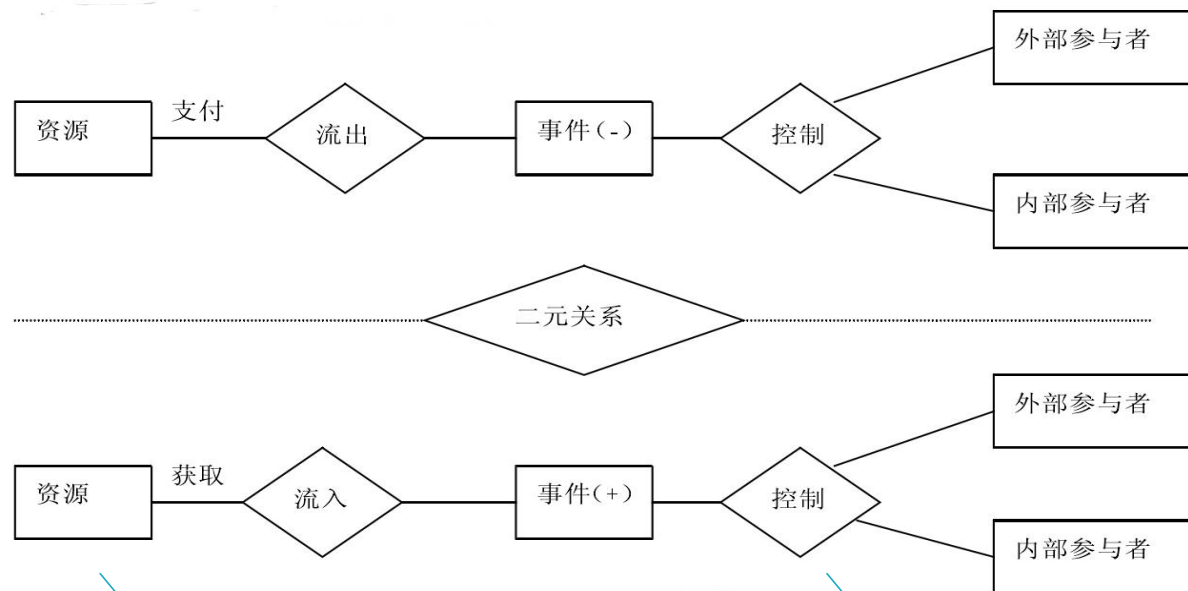 外部参与者
支付
资源
流出
事件(-)
控制
内部参与者
二元关系
外部参与者
获取
资源
流入
事件(+)
控制
内部参与者